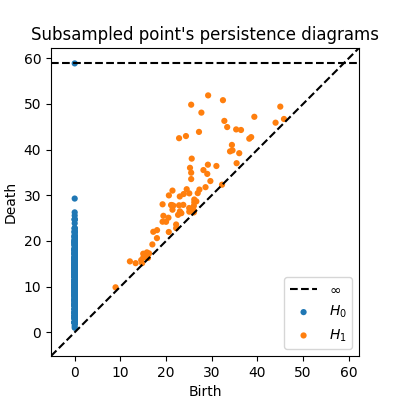 Subsampled point's persistence diagrams
60
50
40
30
20
10
0
Death
∞
H₀
H₁
0 10 20 30 40 50 60
Birth